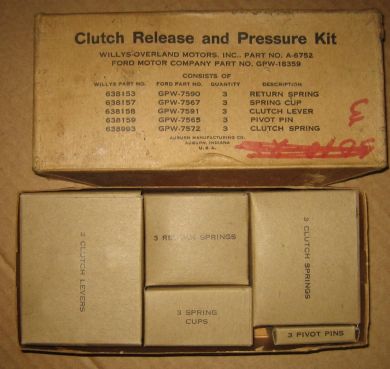 Clutch Release and Pressure Kit
WILLYS-OVERLAND MOTORS, INC., PART NO. A-6752
FORD MOTOR COMPANY PART NO. GPW-18359
CONSISTS OF
WILLYS PART NO. FORD PART NO. QUANTITY DESCRIPTION
638153 GPW-7590 3 RETURN SPRING
638157 GPW-7567 3 SPRING CUP
638158 GPW-7591 3 CLUTCH LEVER
638159 GPW-7565 3 PIVOT PIN
638993 GPW-7572 3 CLUTCH SPRING
AUBURN MANUFACTURING CO.
AUBURN, INDIANA
U. S. A.
3
3 CLUTCH LEVERS
3 RETURN SPRINGS
3 SPRING
CUPS
3 CLUTCH SPRINGS
3 PIVOT PINS